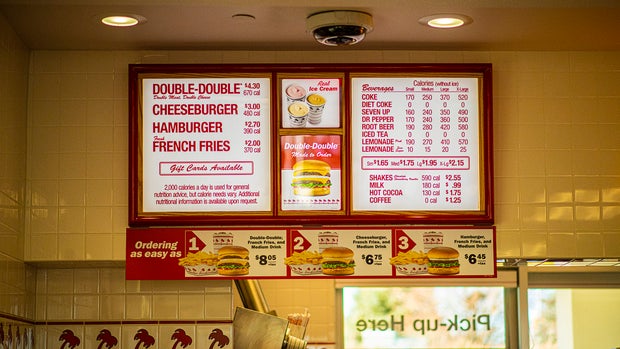 DOUBLE-DOUBLE® $4.30
Double Meat, Double Cheese 670 cal
CHEESEBURGER $3.00
480 cal
HAMBURGER $2.70
390 cal
Fresh
FRENCH FRIES $2.00
370 cal
Gift Cards Available
2,000 calories a day is used for general
nutrition advice, but calorie needs vary. Additional
nutritional information is available upon request.
Real
Ice Cream
Double-Double®
Made to Order
Calories (without ice)
Beverages Small Medium Large X-Large
COKE 170 250 370 520
DIET COKE 0 0 0 0
SEVEN UP 160 240 350 490
DR PEPPER 170 240 360 500
ROOT BEER 190 280 420 580
ICED TEA 0 0 0 0
LEMONADE 190 270 410 570
LEMONADE 10 15 20 25
Sm $1.65 Med $1.75 Lg $1.95 X-Lg $2.15
SHAKES 590 cal $2.55
MILK 180 cal $ .99
HOT COCOA 130 cal $1.75
COFFEE 0 cal $1.25
Ordering
as easy as
1
Double-Double,
French Fries, and
Medium Drink
$8.05
2
Cheeseburger,
French Fries, and
Medium Drink
$6.75
3
Hamburger,
French Fries, and
Medium Drink
$6.45
Pick-up Here